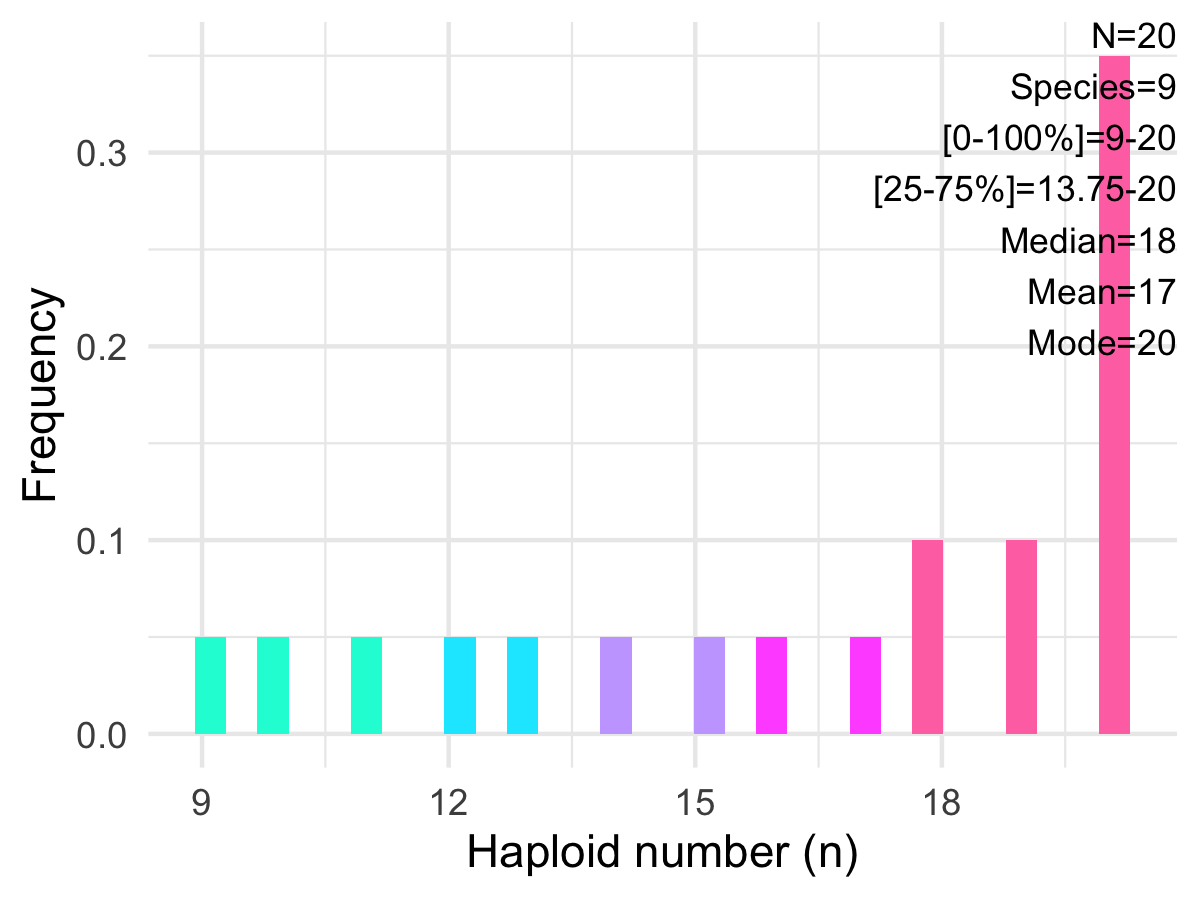 N=20
Species=9
[0-100%]=9-20
[25-75%]=13.75-20
Median=18
Mean=17
Mode=20
0.3
0.2
0.1
0.0
Frequency
9 12 15 18
Haploid number (n)